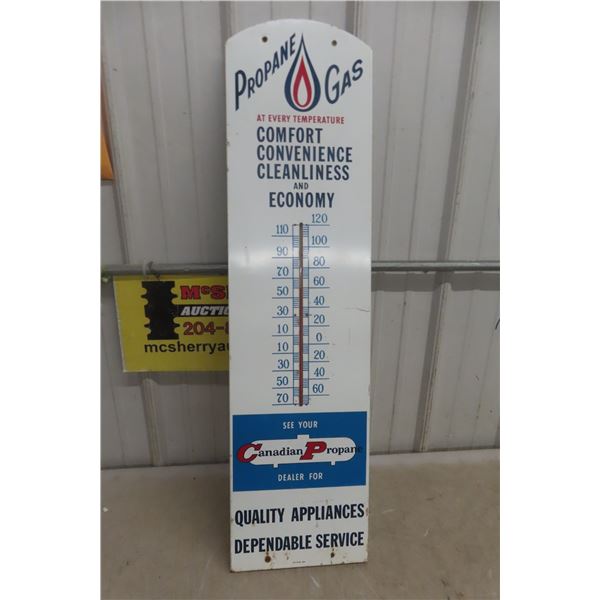 PROPANE GAS
AT EVERY TEMPERATURE
COMFORT
CONVENIENCE
CLEANLINESS
AND
ECONOMY
120
110
100
90
80
70
60
50
40
30
20
10
0
10
20
30
40
50
60
70
SEE YOUR
Canadian Propane
DEALER FOR
QUALITY APPLIANCES
DEPENDABLE SERVICE
AUCTION
204-8
mcsherryau